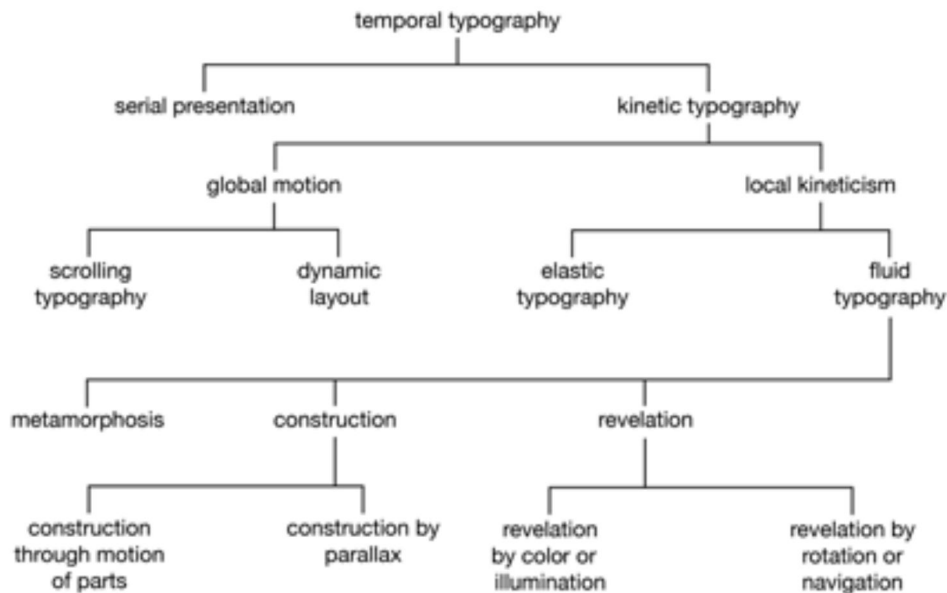 temporal typography
serial presentation
kinetic typography
global motion
local kineticism
scrolling
typography
dynamic
layout
elastic
typography
fluid
typography
metamorphosis
construction
revelation
construction
through motion
of parts
construction by
parallax
revelation
by color or
illumination
revelation by
rotation or
navigation